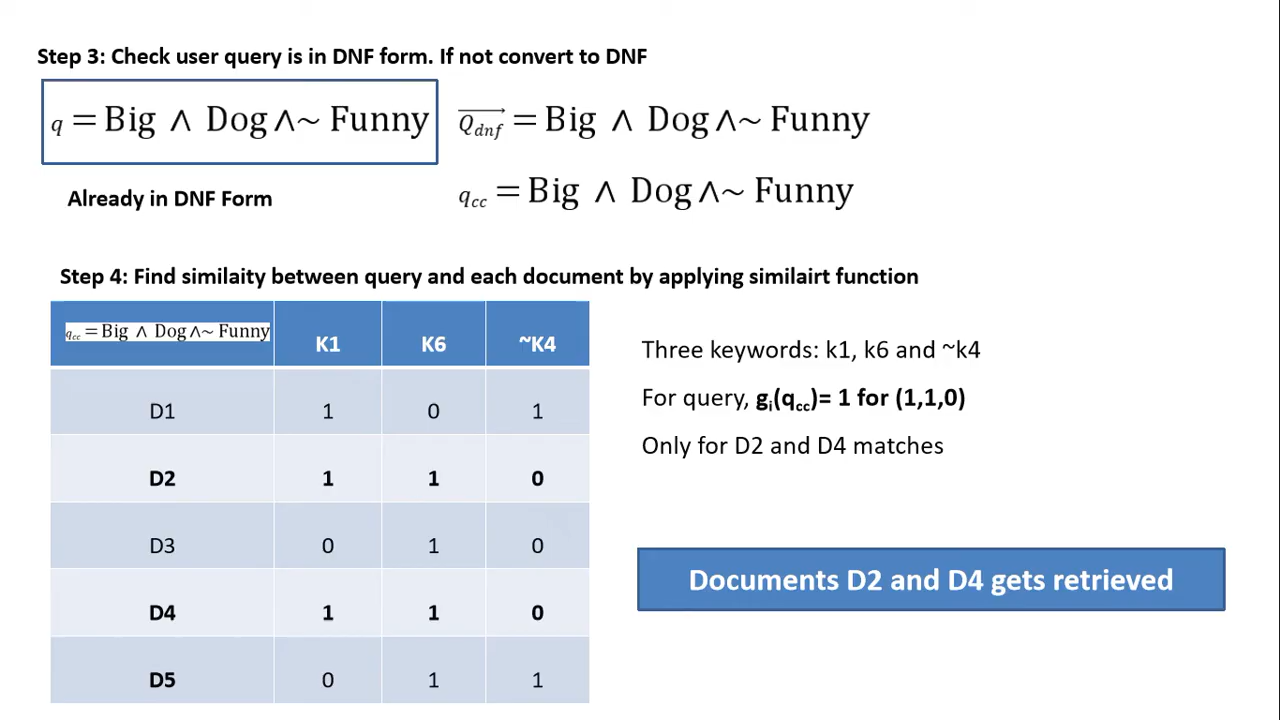 Step 3: Check user query is in DNF form. If not convert to DNF
q = Big ∧ Dog ∧~ Funny
Q_dnf = Big ∧ Dog ∧~ Funny
Already in DNF Form
q_cc = Big ∧ Dog ∧~ Funny
Step 4: Find similaity between query and each document by applying similairt function
q_cc = Big ∧ Dog ∧~ Funny K1 K6 ~K4
D1 1 0 1
D2 1 1 0
D3 0 1 0
D4 1 1 0
D5 0 1 1
Three keywords: k1, k6 and ~k4
For query, g_i(q_cc)= 1 for (1,1,0)
Only for D2 and D4 matches
Documents D2 and D4 gets retrieved